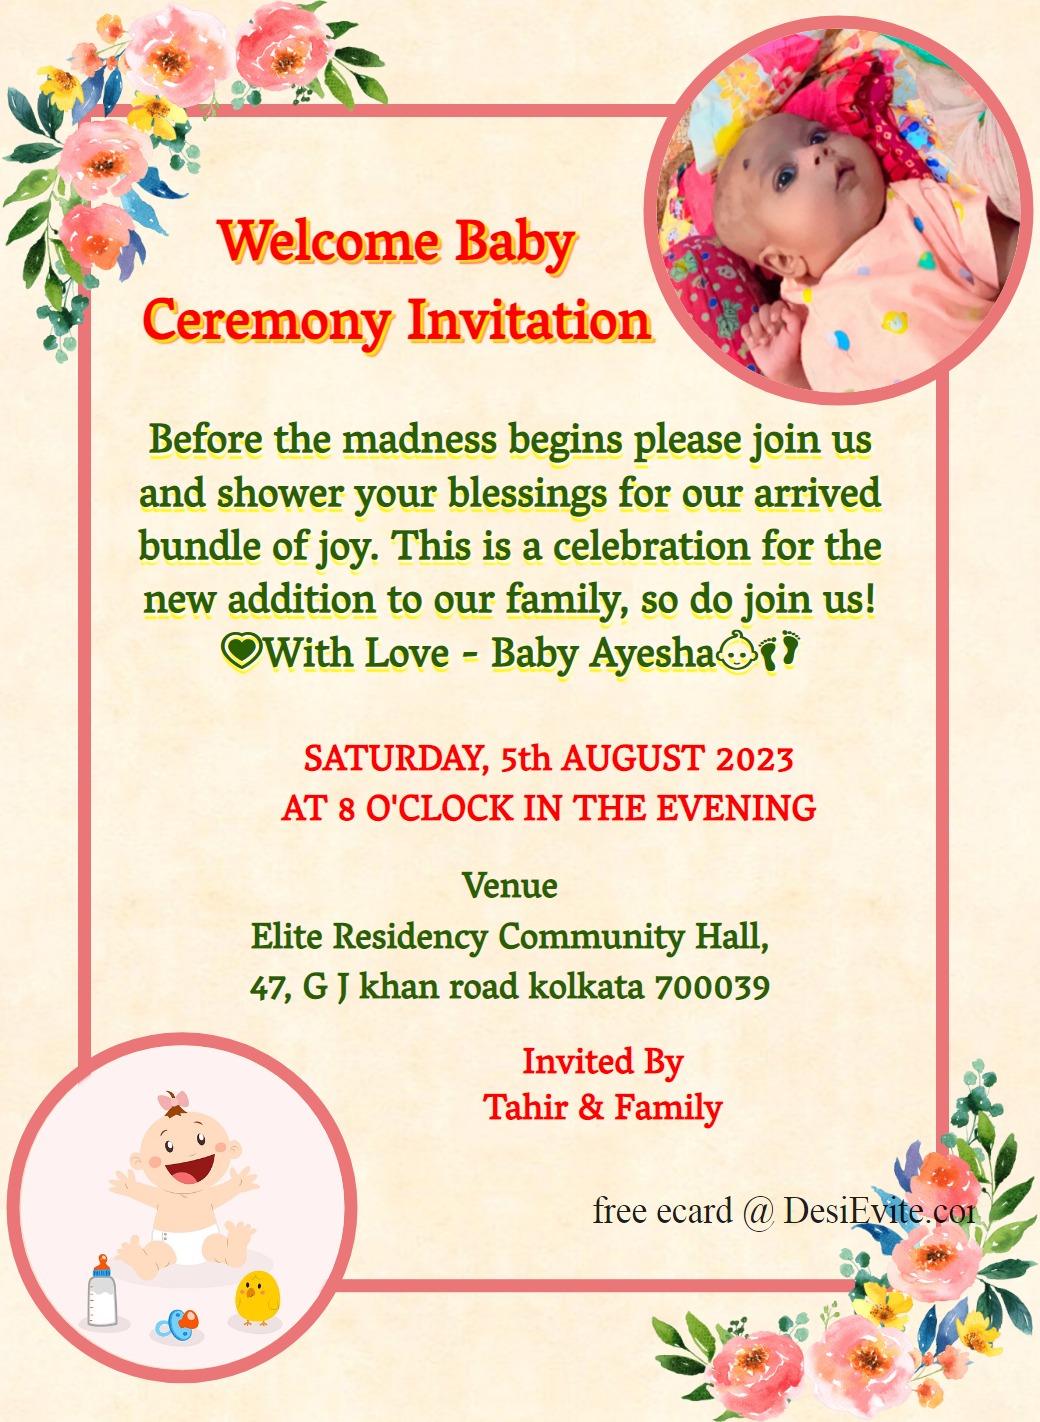 Welcome Baby
Ceremony Invitation
Before the madness begins please join us
and shower your blessings for our arrived
bundle of joy. This is a celebration for the
new addition to our family, so do join us!
💚With Love - Baby Ayesha👶👣
SATURDAY, 5th AUGUST 2023
AT 8 O'CLOCK IN THE EVENING
Venue
Elite Residency Community Hall,
47, G J khan road kolkata 700039
Invited By
Tahir & Family
free ecard @ DesiEvite.cor